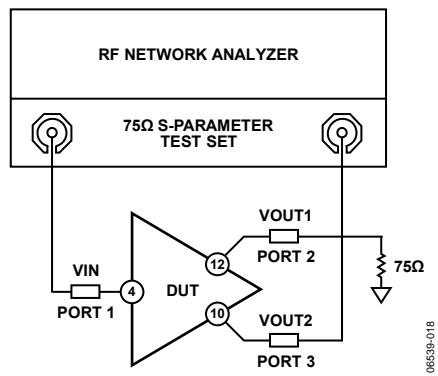 RF NETWORK ANALYZER
75Ω S-PARAMETER
TEST SET
VOUT1
12
PORT 2
75Ω
VIN
4
DUT
PORT 1
10
VOUT2
PORT 3
06539-018